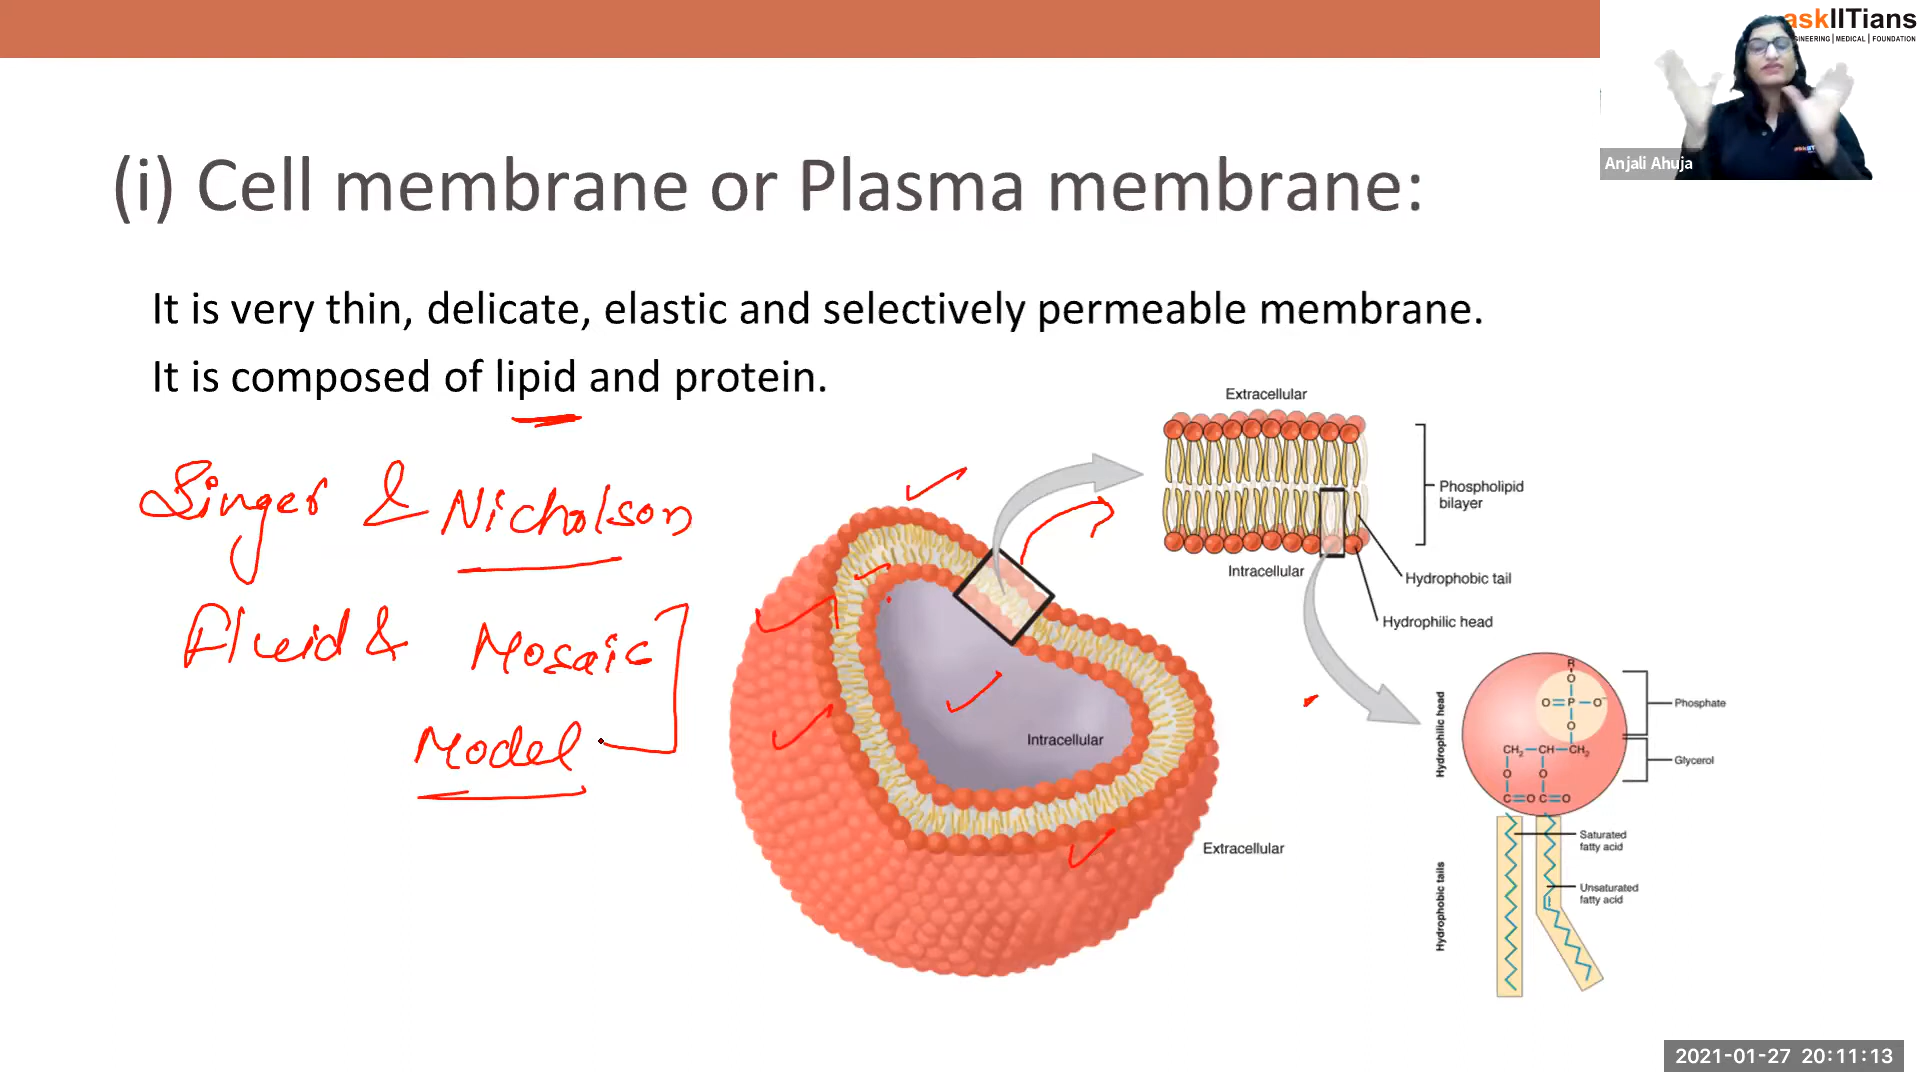 askIITians
ENGINEERING | MEDICAL | FOUNDATION
Anjali Ahuja
(i) Cell membrane or Plasma membrane:
It is very thin, delicate, elastic and selectively permeable membrane.
It is composed of lipid and protein.
Singer & Nicholson
Fluid & Mosaic
Model
Extracellular
Phospholipid
bilayer
Intracellular
Hydrophobic tail
Hydrophilic head
Intracellular
Extracellular
Hydrophilic head
R
O
O=P-O-
O
CH2-CH-CH2
O O
C=O C=O
Phosphate
Glycerol
Hydrophobic tails
Saturated
fatty acid
Unsaturated
fatty acid
2021-01-27 20:11:13